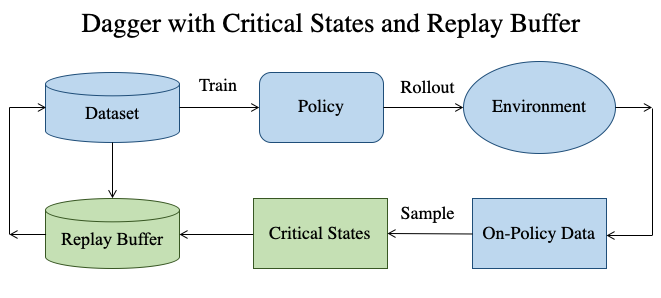 Dagger with Critical States and Replay Buffer
Train
Rollout
Dataset
Policy
Environment
Sample
Replay Buffer
Critical States
On-Policy Data